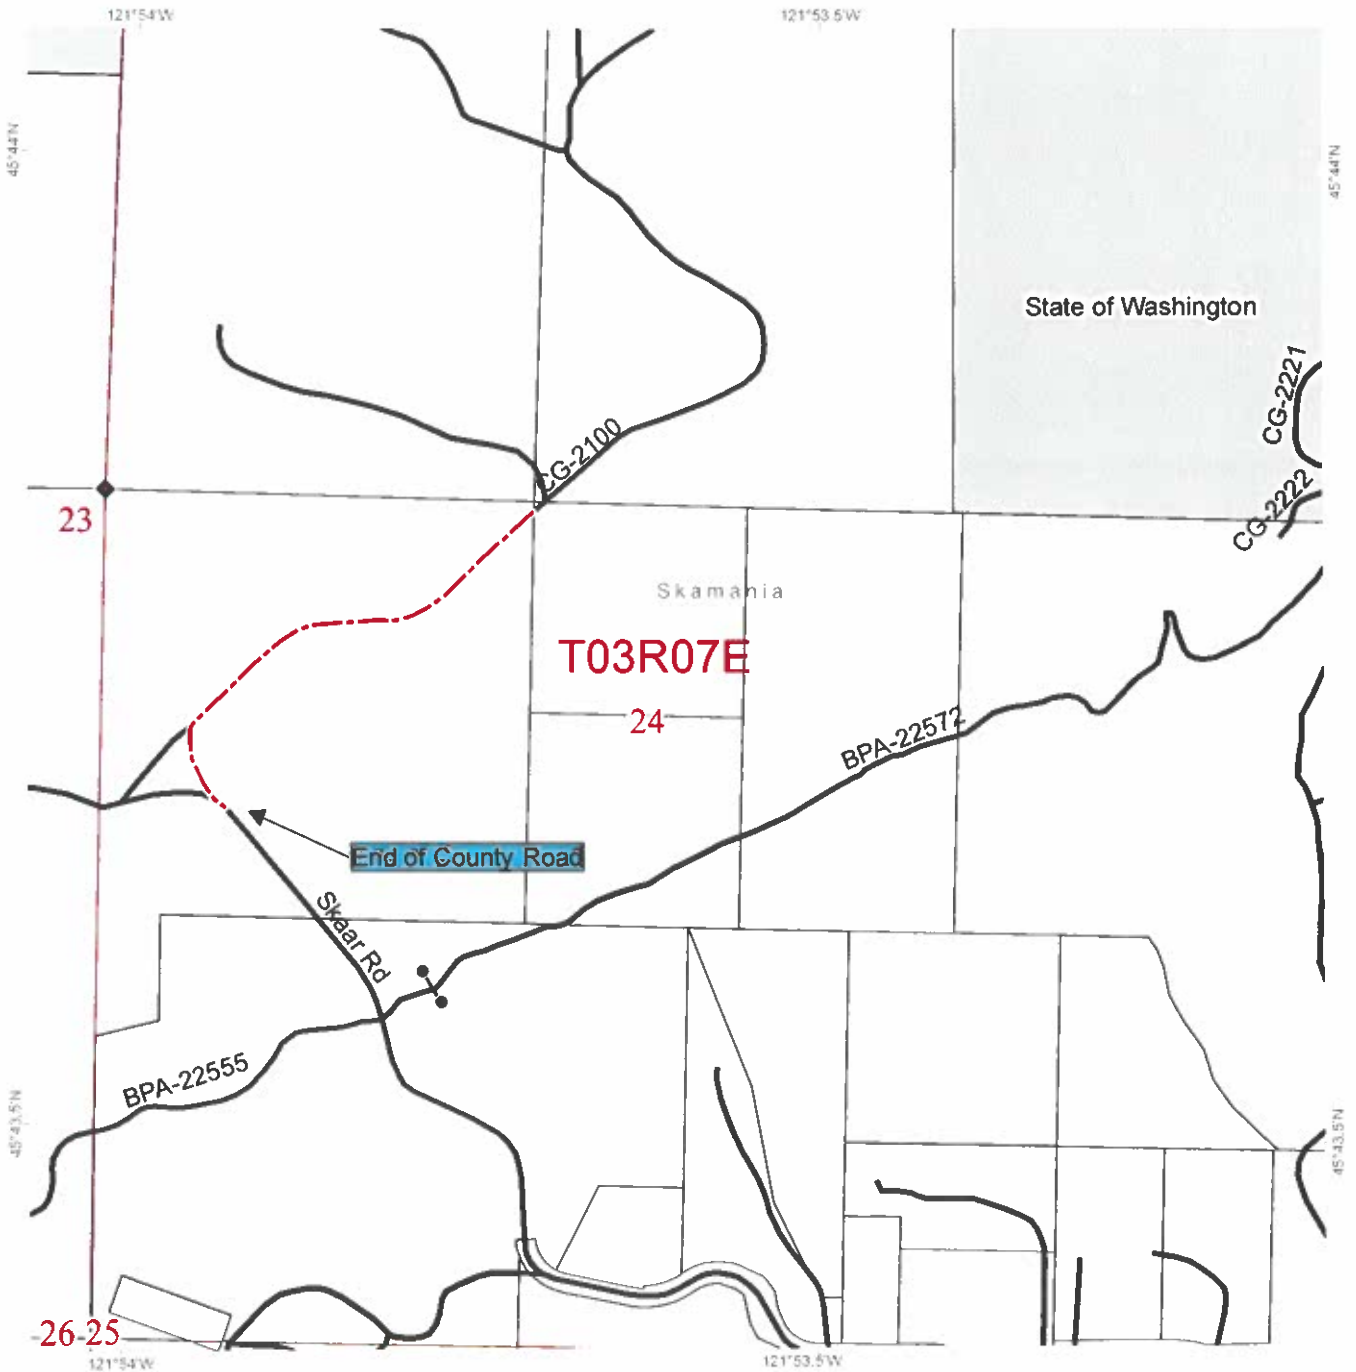 121°54'W
121°53.5'W
45°44'N
45°44'N
State of Washington
CG-2221
CG-2100
CG-2222
23
Skamania
T03R07E
24
BPA-22572
End of County Road
Skaar Rd
BPA-22555
45°43.5'N
45°43.5'N
26 25
121°54'W
121°53.5'W